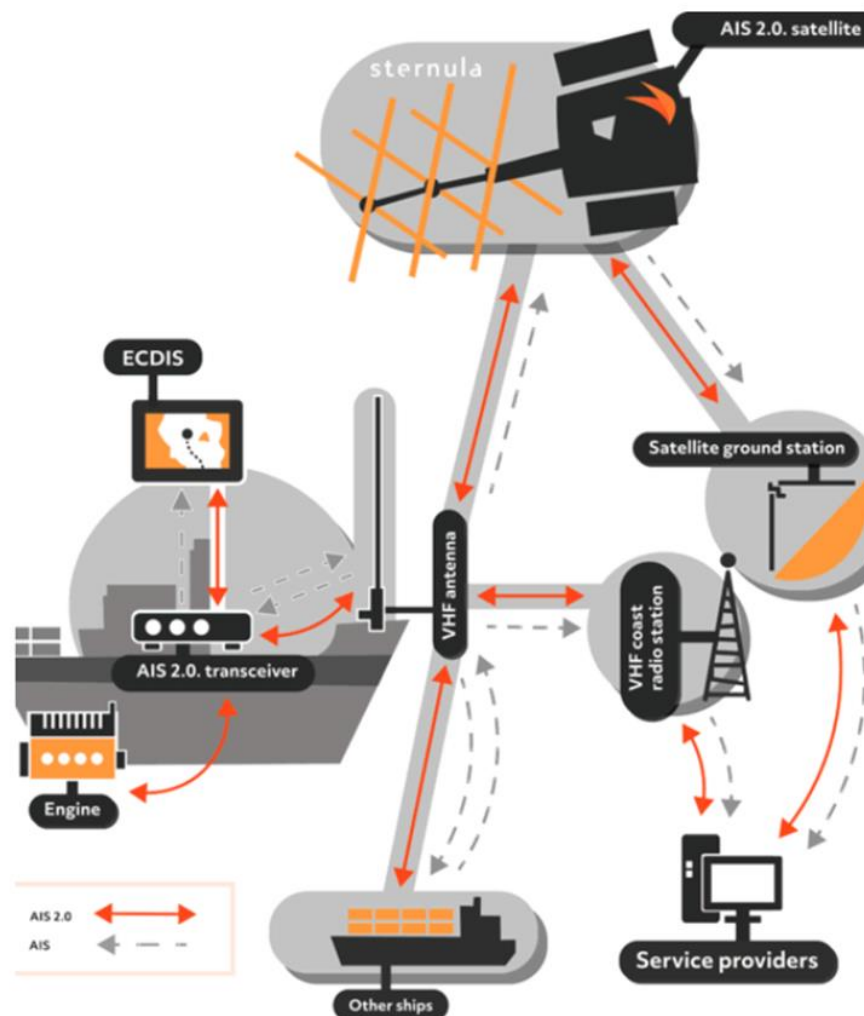 AIS 2.0. satellite
sternula
ECDIS
Satellite ground station
VHF antenna
VHF coast
radio station
AIS 2.0. transceiver
Engine
AIS 2.0
AIS
Service providers
Other ships